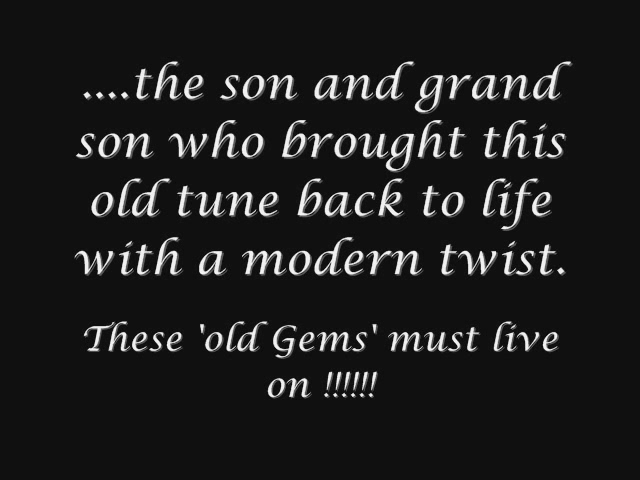 ....the son and grand
son who brought this
old tune back to life
with a modern twist.
These 'old Gems' must live
on !!!!!!